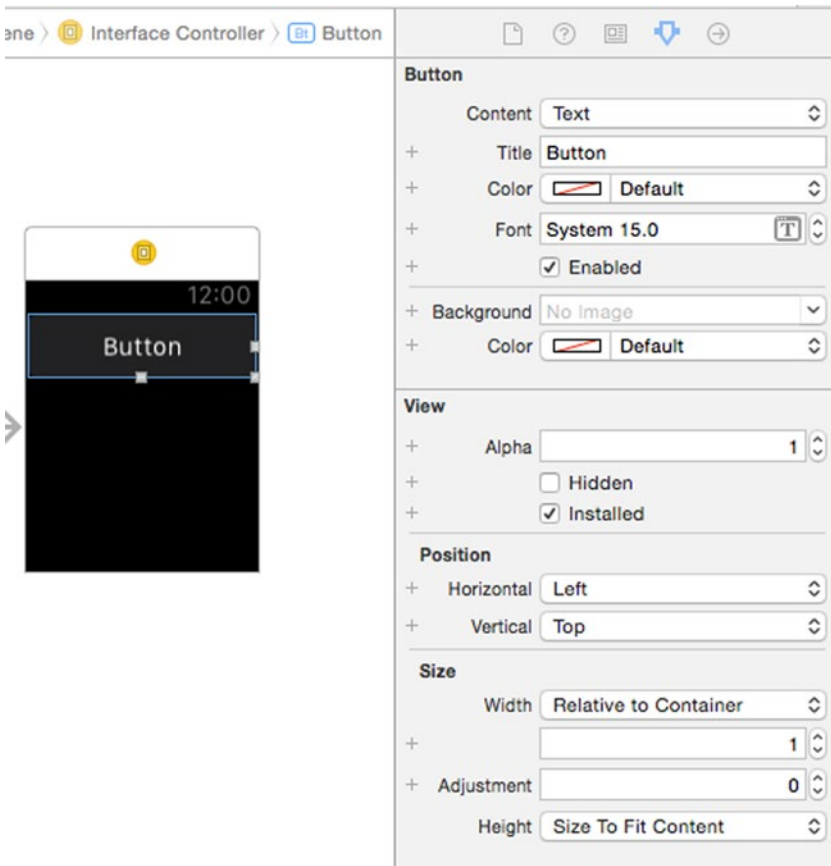 ene › Interface Controller › Bt Button
Button
Content Text
+ Title Button
+ Color Default
+ Font System 15.0 T
+ Enabled
+ Background No Image
+ Color Default
12:00
Button
View
+ Alpha 1
+ Hidden
+ Installed
Position
+ Horizontal Left
+ Vertical Top
Size
Width Relative to Container
+ 1
+ Adjustment 0
Height Size To Fit Content